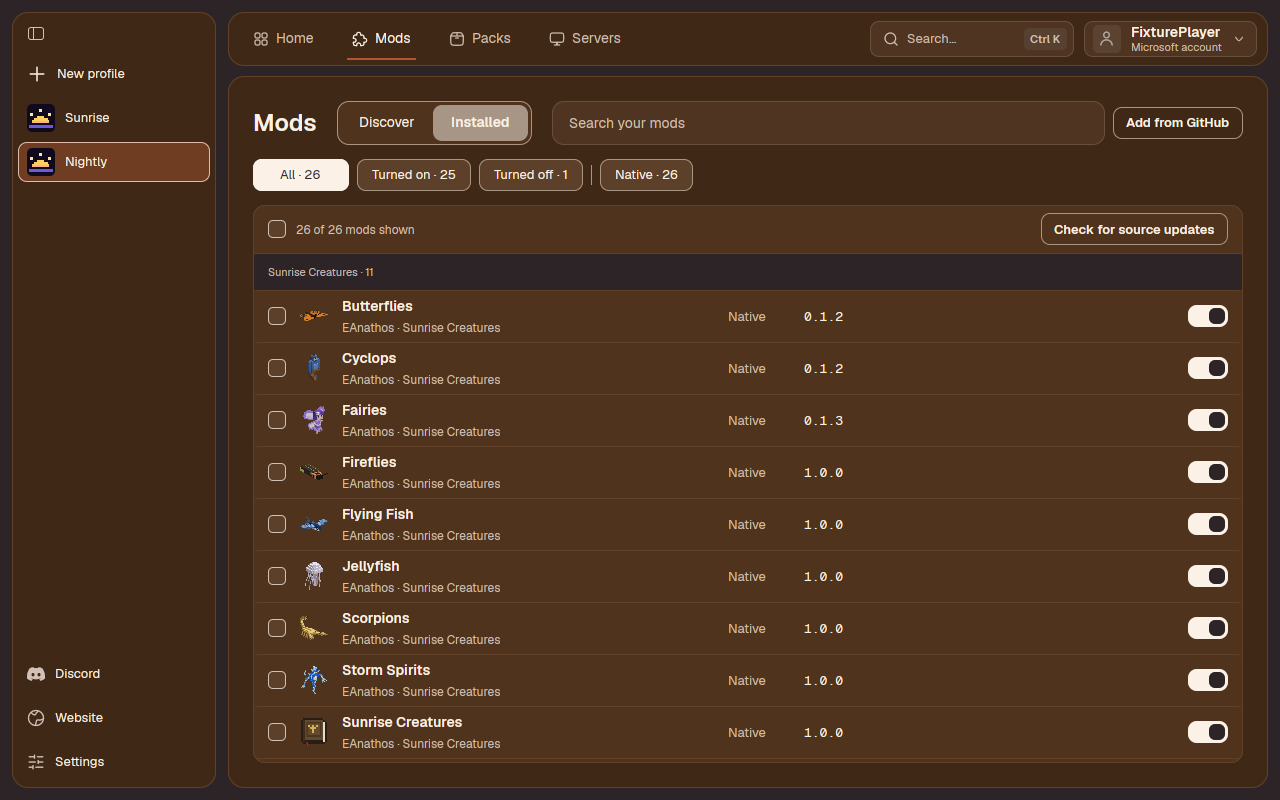 New profile
Sunrise
Nightly
Discord
Website
Settings
Home
Mods
Packs
Servers
Search...
Ctrl K
FixturePlayer
Microsoft account
Mods
Discover
Installed
Search your mods
Add from GitHub
All · 26
Turned on · 25
Turned off · 1
Native · 26
26 of 26 mods shown
Check for source updates
Sunrise Creatures · 11
Butterflies
EAnathos · Sunrise Creatures
Native
0.1.2
Cyclops
EAnathos · Sunrise Creatures
Native
0.1.2
Fairies
EAnathos · Sunrise Creatures
Native
0.1.3
Fireflies
EAnathos · Sunrise Creatures
Native
1.0.0
Flying Fish
EAnathos · Sunrise Creatures
Native
1.0.0
Jellyfish
EAnathos · Sunrise Creatures
Native
1.0.0
Scorpions
EAnathos · Sunrise Creatures
Native
1.0.0
Storm Spirits
EAnathos · Sunrise Creatures
Native
1.0.0
Sunrise Creatures
EAnathos · Sunrise Creatures
Native
1.0.0